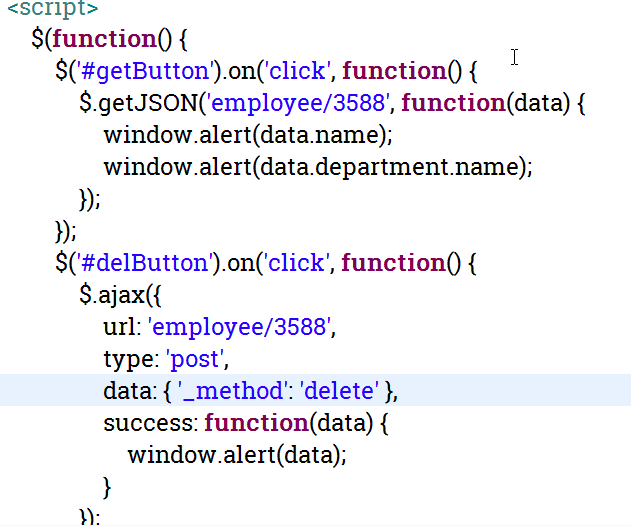 <script>
$(function() {
$('#getButton').on('click', function() {
$.getJSON('employee/3588', function(data) {
window.alert(data.name);
window.alert(data.department.name);
});
});
$('#delButton').on('click', function() {
$.ajax({
url: 'employee/3588',
type: 'post',
data: { '_method': 'delete' },
success: function(data) {
window.alert(data);
}
});